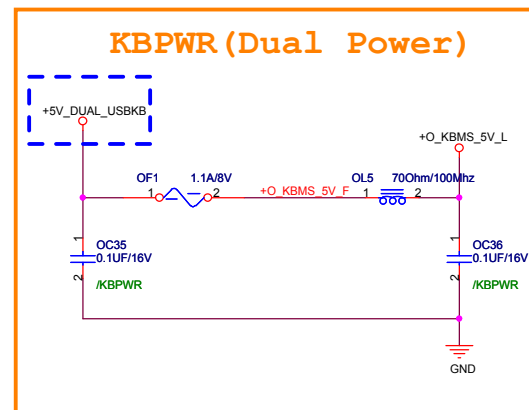 KBPWR(Dual Power)
+5V_DUAL_USBKB
+O_KBMS_5V_L
OF1 1.1A/8V
OL5 70Ohm/100Mhz
1 2
+O_KBMS_5V_F
1 2
1
OC35
0.1UF/16V
2
/KBPWR
1
OC36
0.1UF/16V
2
/KBPWR
GND